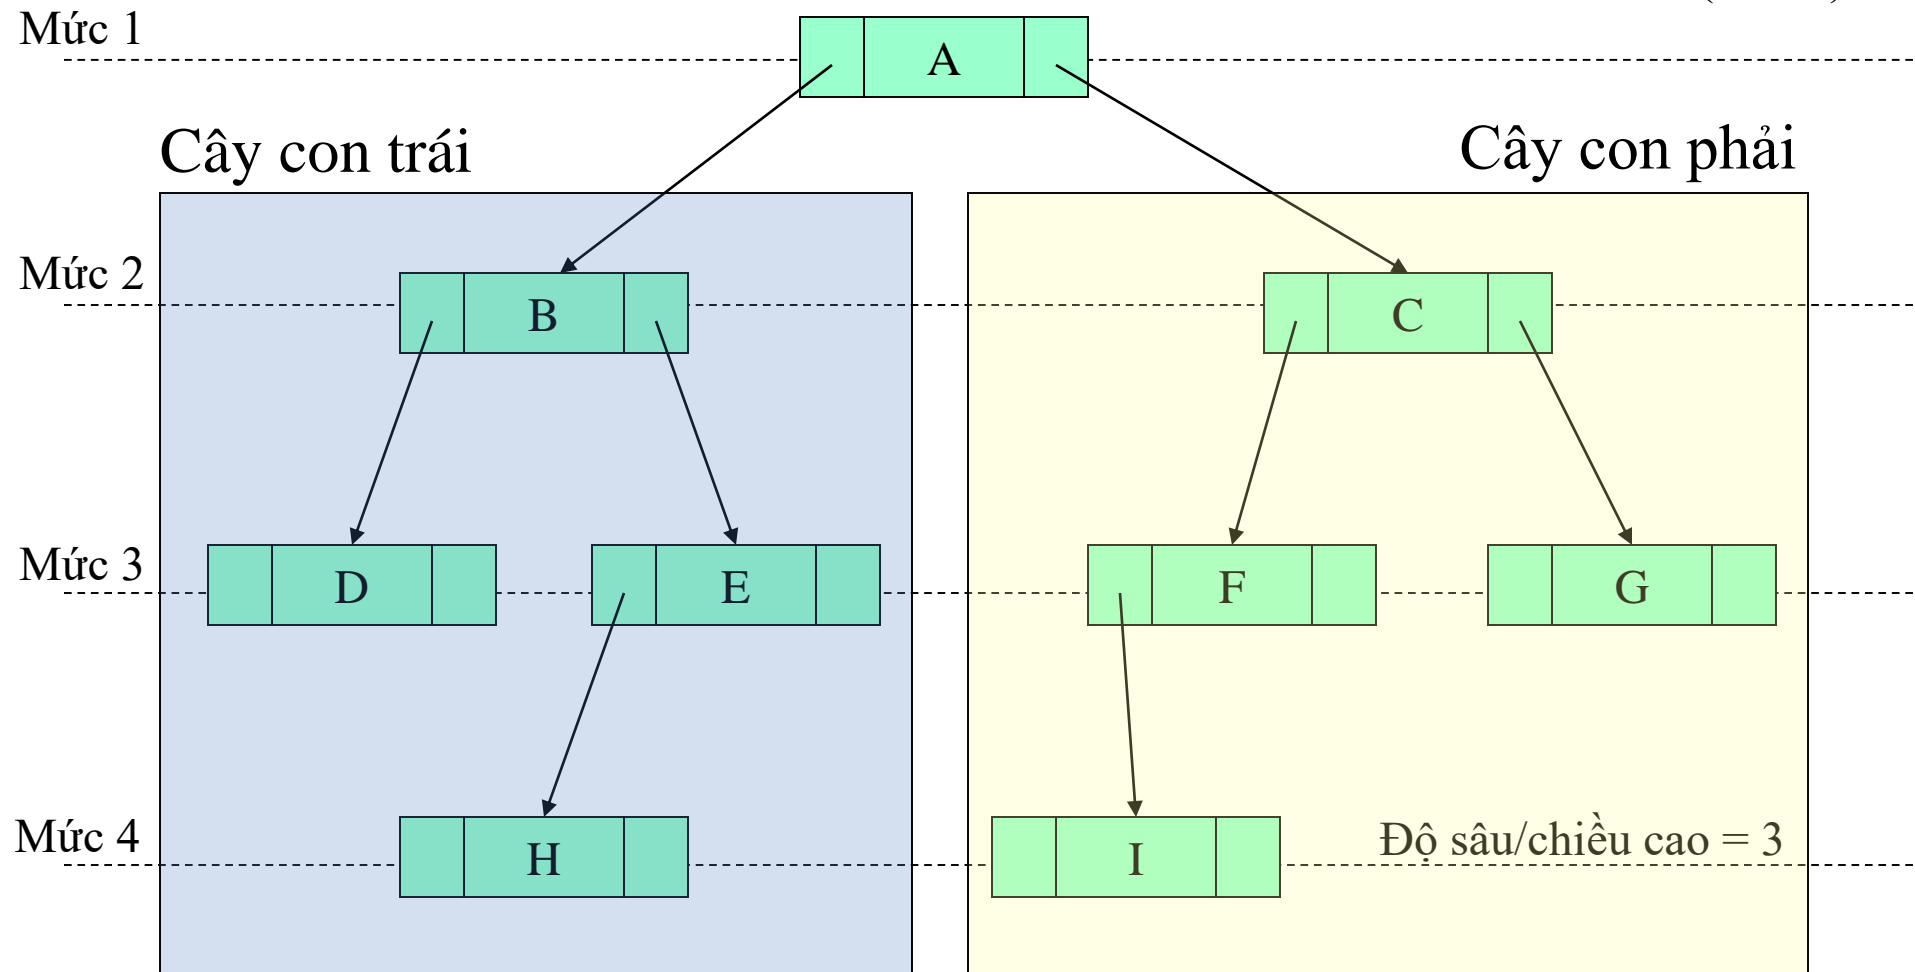 Mức 1
A
Cây con trái
Cây con phải
Mức 2
B
C
Mức 3
D
E
F
G
Mức 4
H
I
Độ sâu/chiều cao = 3